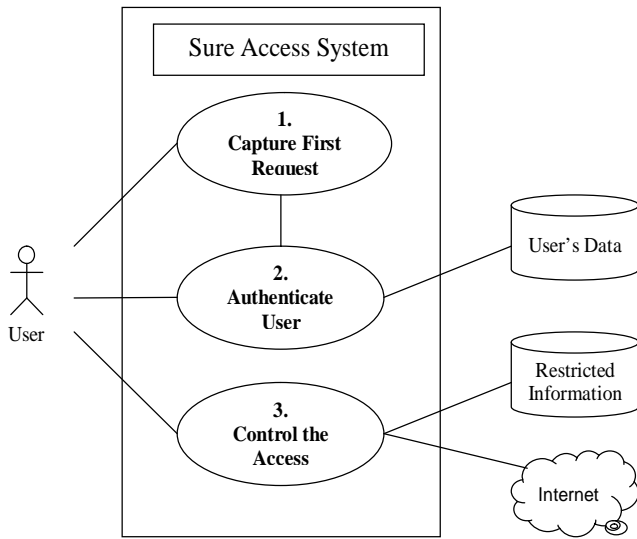 Sure Access System
1.
Capture First
Request
2.
Authenticate
User
3.
Control the
Access
User
User's Data
Restricted
Information
Internet